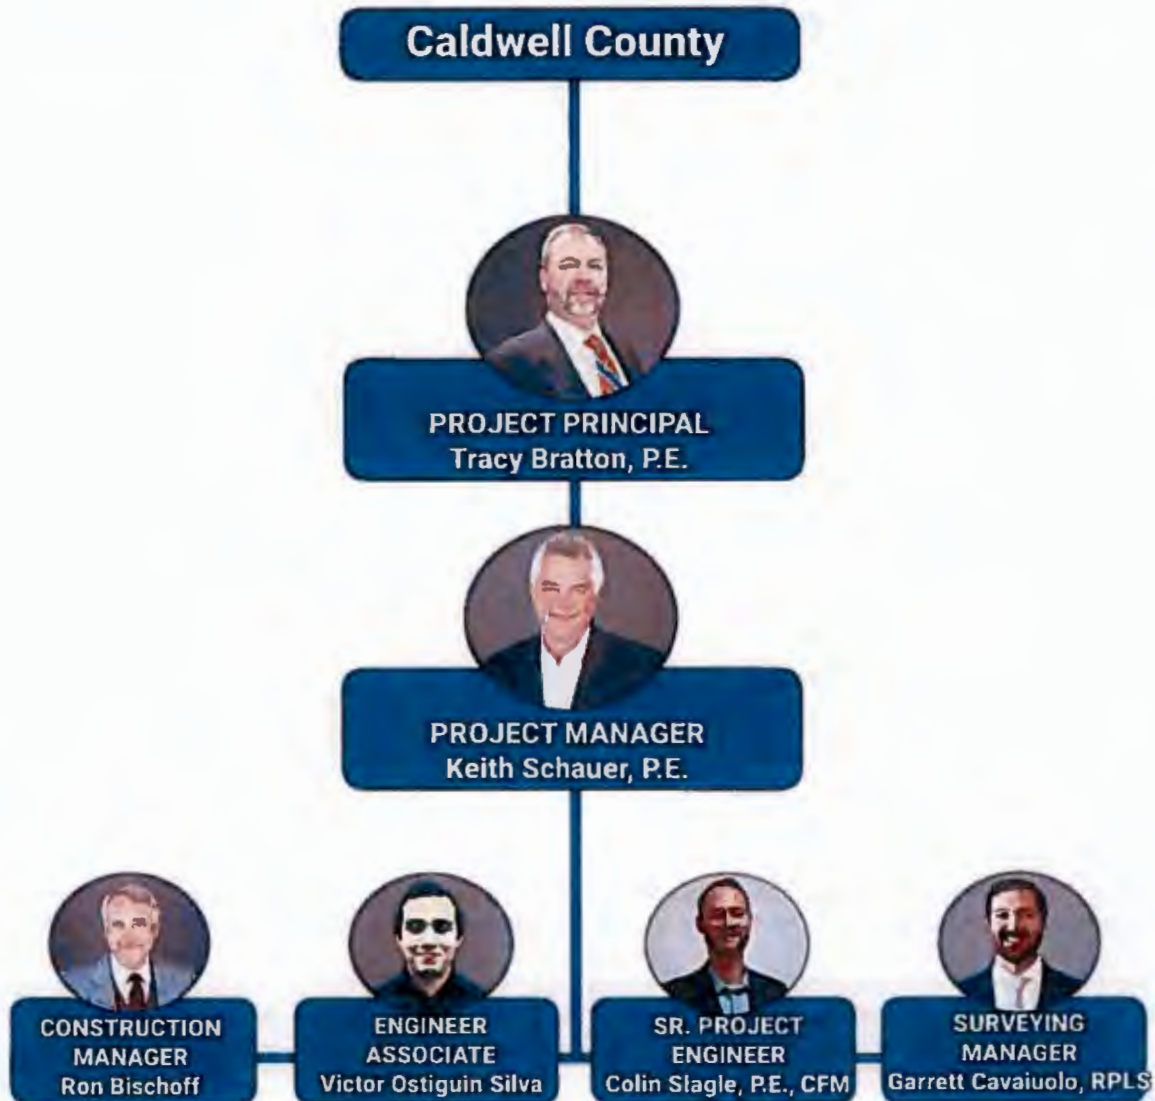 Caldwell County
PROJECT PRINCIPAL
Tracy Bratton, P.E.
PROJECT MANAGER
Keith Schauer, P.E.
CONSTRUCTION
MANAGER
Ron Bischoff
ENGINEER
ASSOCIATE
Victor Ostiguin Silva
SR. PROJECT
ENGINEER
Colin Slagle, P.E., CFM
SURVEYING
MANAGER
Garrett Cavaiuolo, RPLS